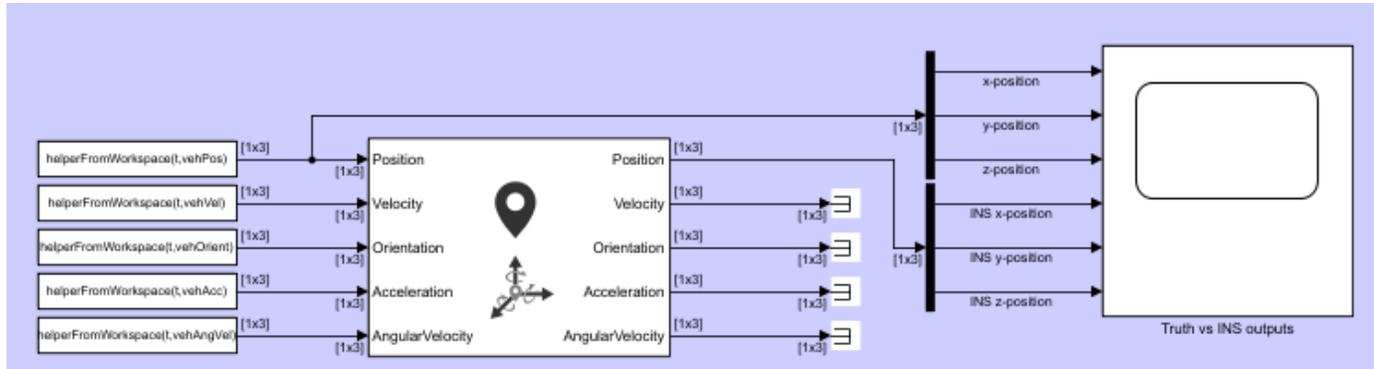 x-position
y-position
[1x3]
z-position
helperFromWorkspace(t,vehPos)
[1x3]
[1x3]
Position
Position
[1x3]
helperFromWorkspace(t,vehVel)
[1x3]
[1x3]
Velocity
Velocity
[1x3]
[1x3]
INS x-position
helperFromWorkspace(t,vehOrient)
[1x3]
[1x3]
Orientation
Orientation
[1x3]
[1x3]
[1x3]
INS y-position
helperFromWorkspace(t,vehAcc)
[1x3]
[1x3]
Acceleration
Acceleration
[1x3]
[1x3]
INS z-position
helperFromWorkspace(t,vehAngVel)
[1x3]
[1x3]
AngularVelocity
AngularVelocity
[1x3]
[1x3]
Truth vs INS outputs